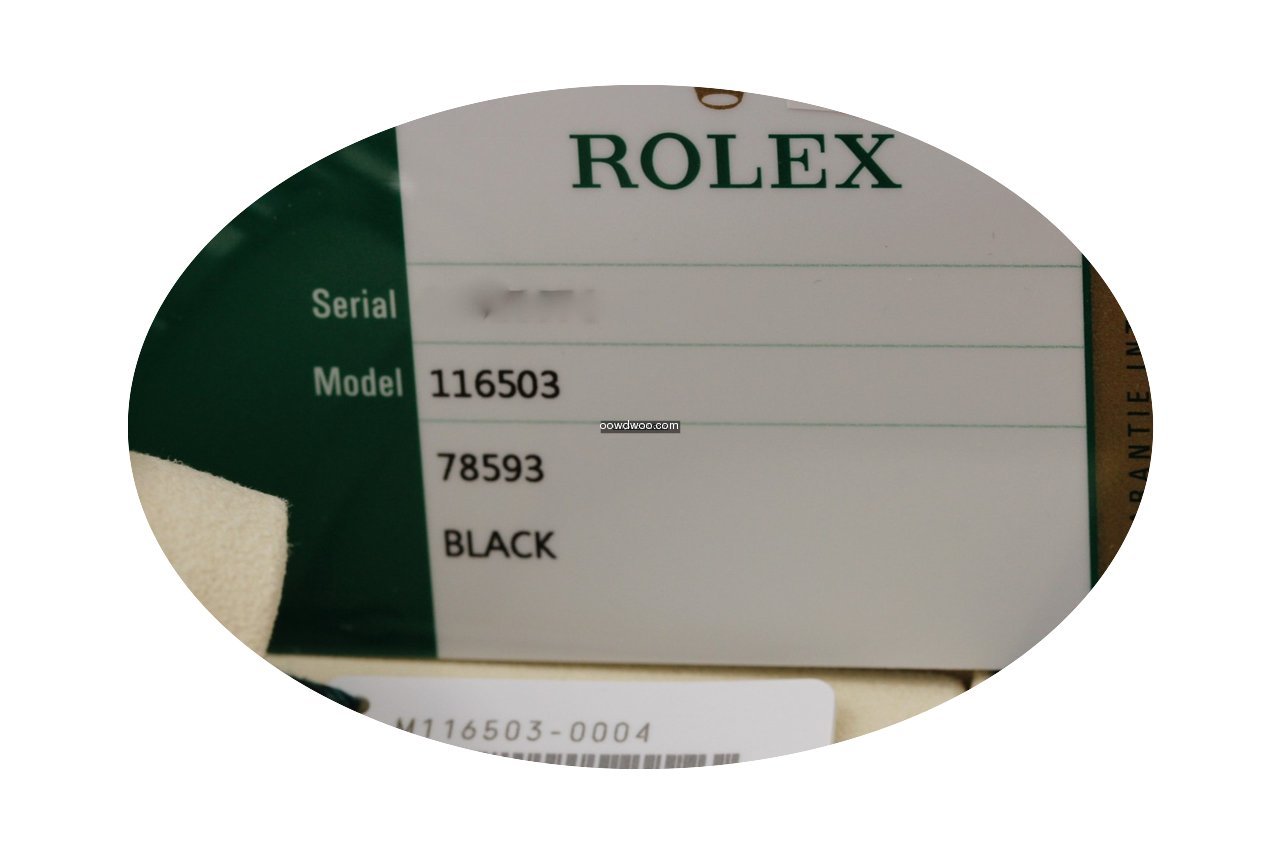 ROLEX
Serial
Model 116503
78593
BLACK
oowdwoo.com
M116503-0004